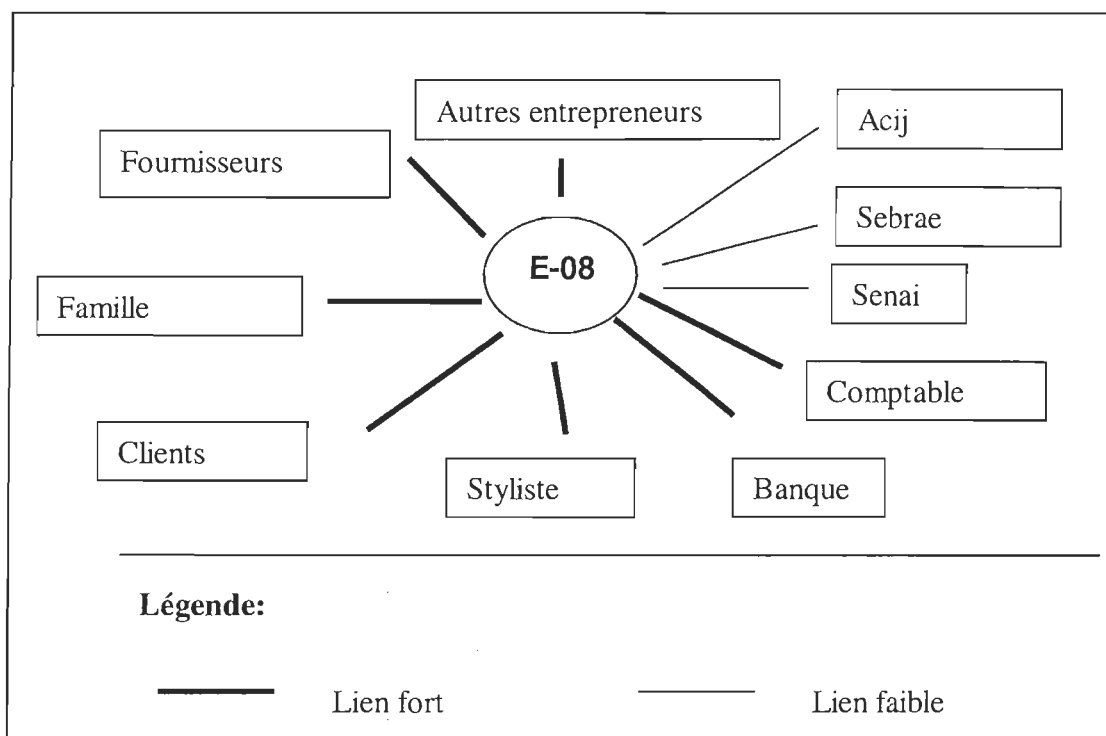 Autres entrepreneurs
Acij
Fournisseurs
Sebrae
E-08
Senai
Famille
Comptable
Clients
Styliste
Banque
Légende:
Lien fort
Lien faible